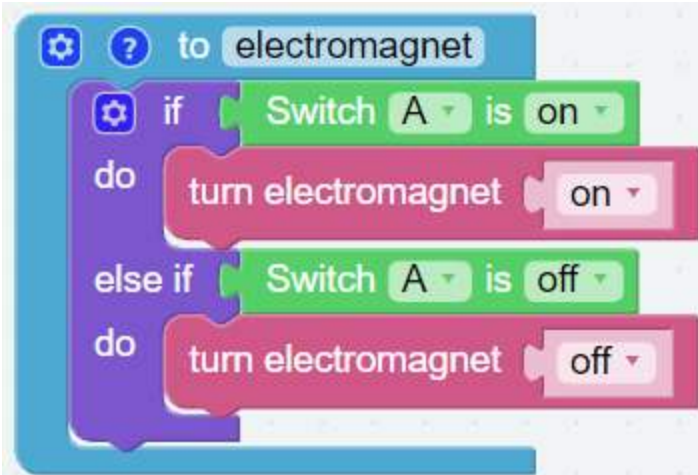 ? to electromagnet
if Switch A is on
do turn electromagnet on
else if Switch A is off
do turn electromagnet off